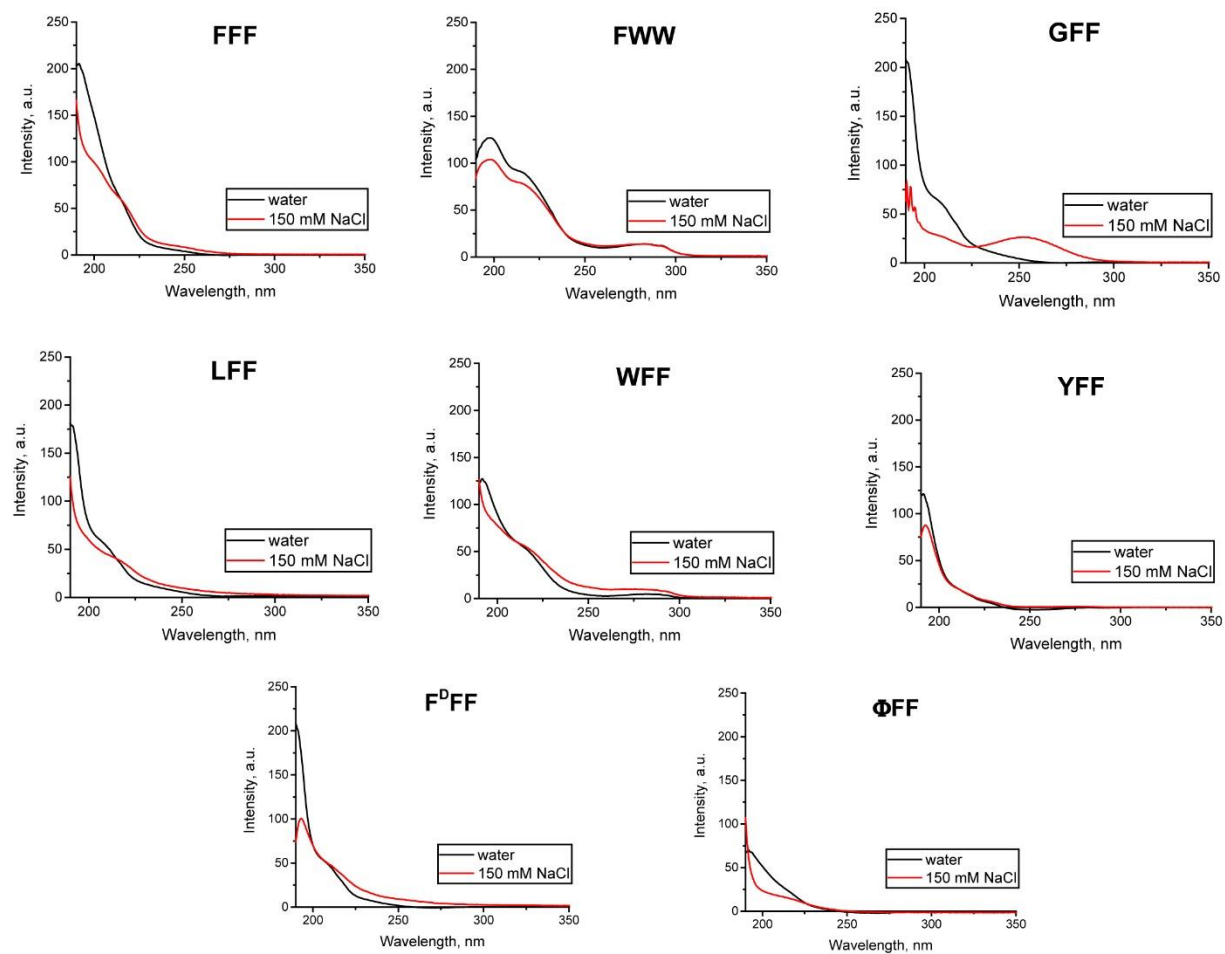 FFF
250
200
150
100
50
0
Intensity, a.u.
water
150 mM NaCl
200 250 300 350
Wavelength, nm
FWW
250
200
150
100
50
0
Intensity, a.u.
water
150 mM NaCl
200 250 300 350
Wavelength, nm
GFF
250
200
150
100
50
0
Intensity, a.u.
water
150 mM NaCl
200 250 300 350
Wavelength, nm
LFF
250
200
150
100
50
0
Intensity, a.u.
water
150 mM NaCl
200 250 300 350
Wavelength, nm
WFF
250
200
150
100
50
0
Intensity, a.u.
water
150 mM NaCl
200 250 300 350
Wavelength, nm
YFF
250
200
150
100
50
0
Intensity, a.u.
water
150 mM NaCl
200 250 300 350
Wavelength, nm
FᴰFF
250
200
150
100
50
0
Intensity, a.u.
water
150 mM NaCl
200 250 300 350
Wavelength, nm
ΦFF
250
200
150
100
50
0
Intensity, a.u.
water
150 mM NaCl
200 250 300 350
Wavelength, nm